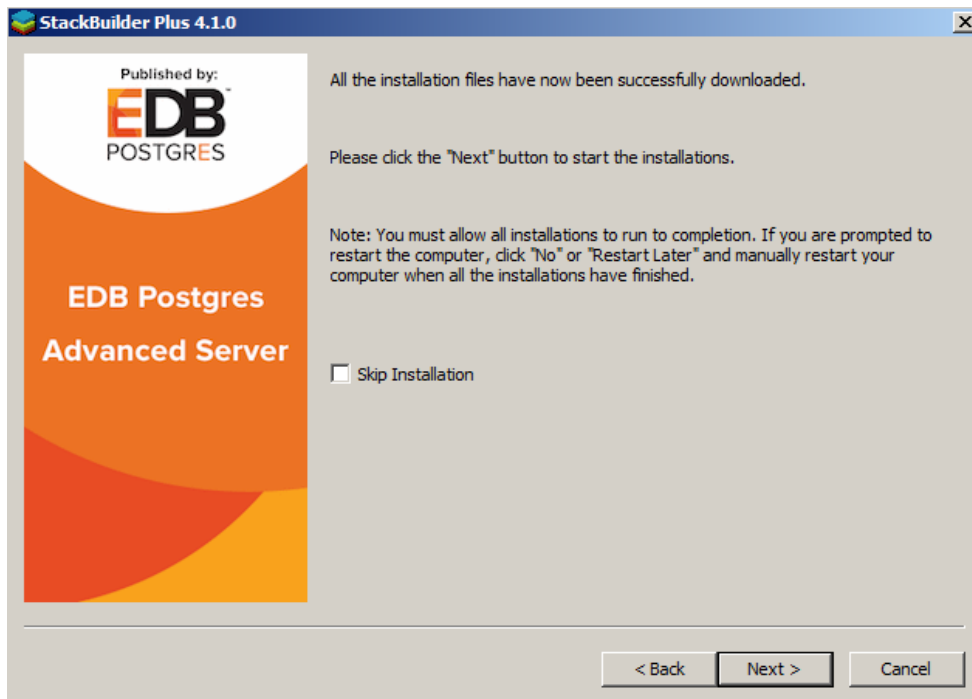 StackBuilder Plus 4.1.0
Published by:
EDB™
POSTGRES
EDB Postgres
Advanced Server
All the installation files have now been successfully downloaded.
Please click the "Next" button to start the installations.
Note: You must allow all installations to run to completion. If you are prompted to
restart the computer, click "No" or "Restart Later" and manually restart your
computer when all the installations have finished.
Skip Installation
< Back
Next >
Cancel